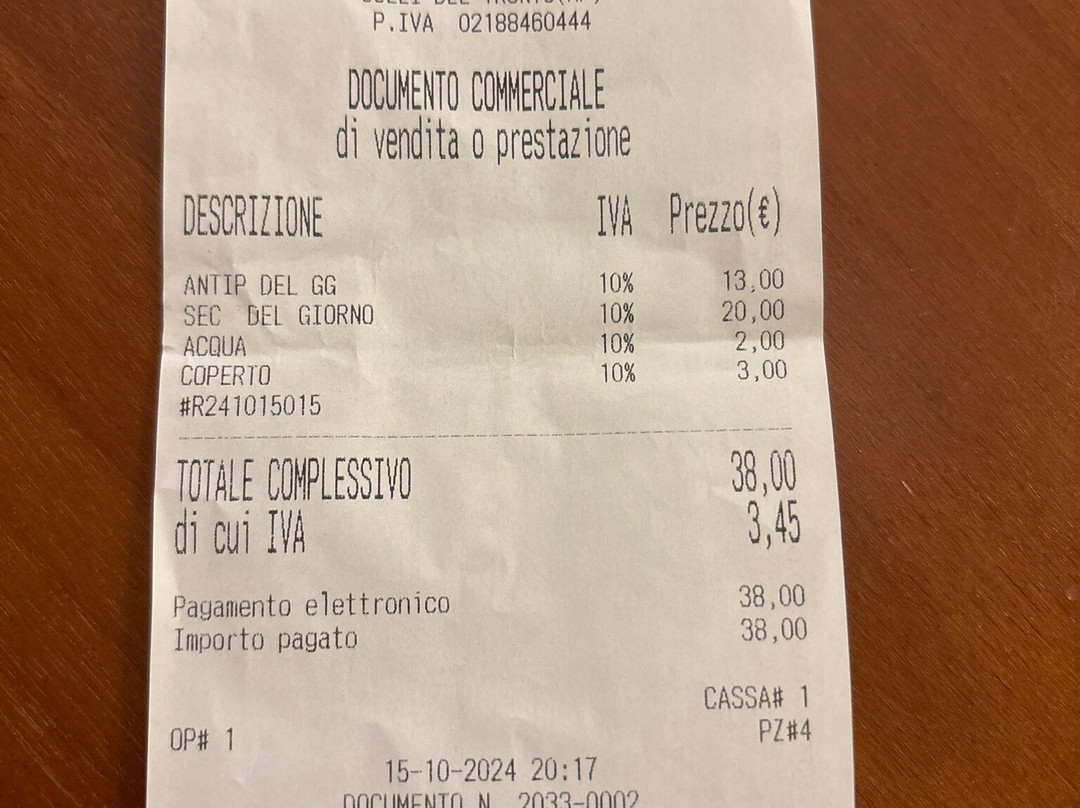 P.IVA 02188460444
DOCUMENTO COMMERCIALE
di vendita o prestazione
DESCRIZIONE IVA Prezzo(€)
ANTIP DEL GG 10% 13,00
SEC DEL GIORNO 10% 20,00
ACQUA 10% 2,00
COPERTO 10% 3,00
#R241015015
TOTALE COMPLESSIVO 38,00
di cui IVA 3,45
Pagamento elettronico 38,00
Importo pagato 38,00
CASSA# 1
OP# 1 PZ#4
15-10-2024 20:17
DOCUMENTO N. 2033-0002